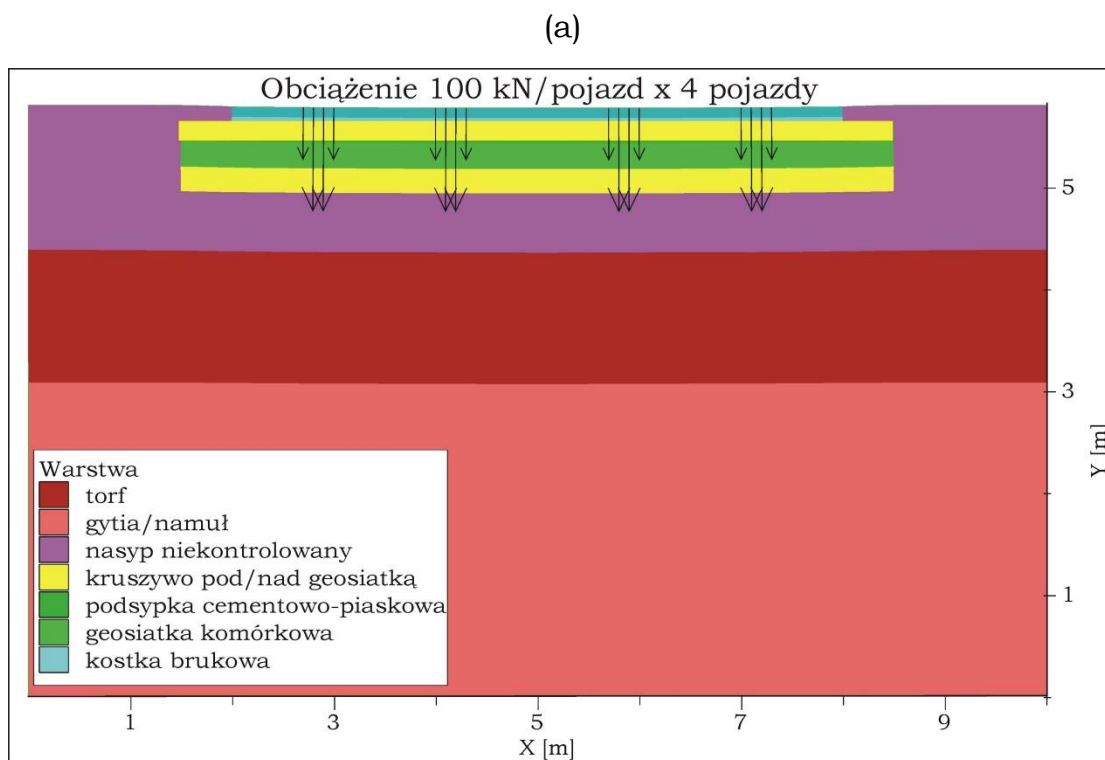 (a)
Obciążenie 100 kN/pojazd x 4 pojazdy
5
3
1
Y [m]
Warstwa
torf
gytia/namuł
nasyp niekontrolowany
kruszywo pod/nad geosiatką
podsypka cementowo-piaskowa
geosiatka komórkowa
kostka brukowa
1 3 5 7 9
X [m]